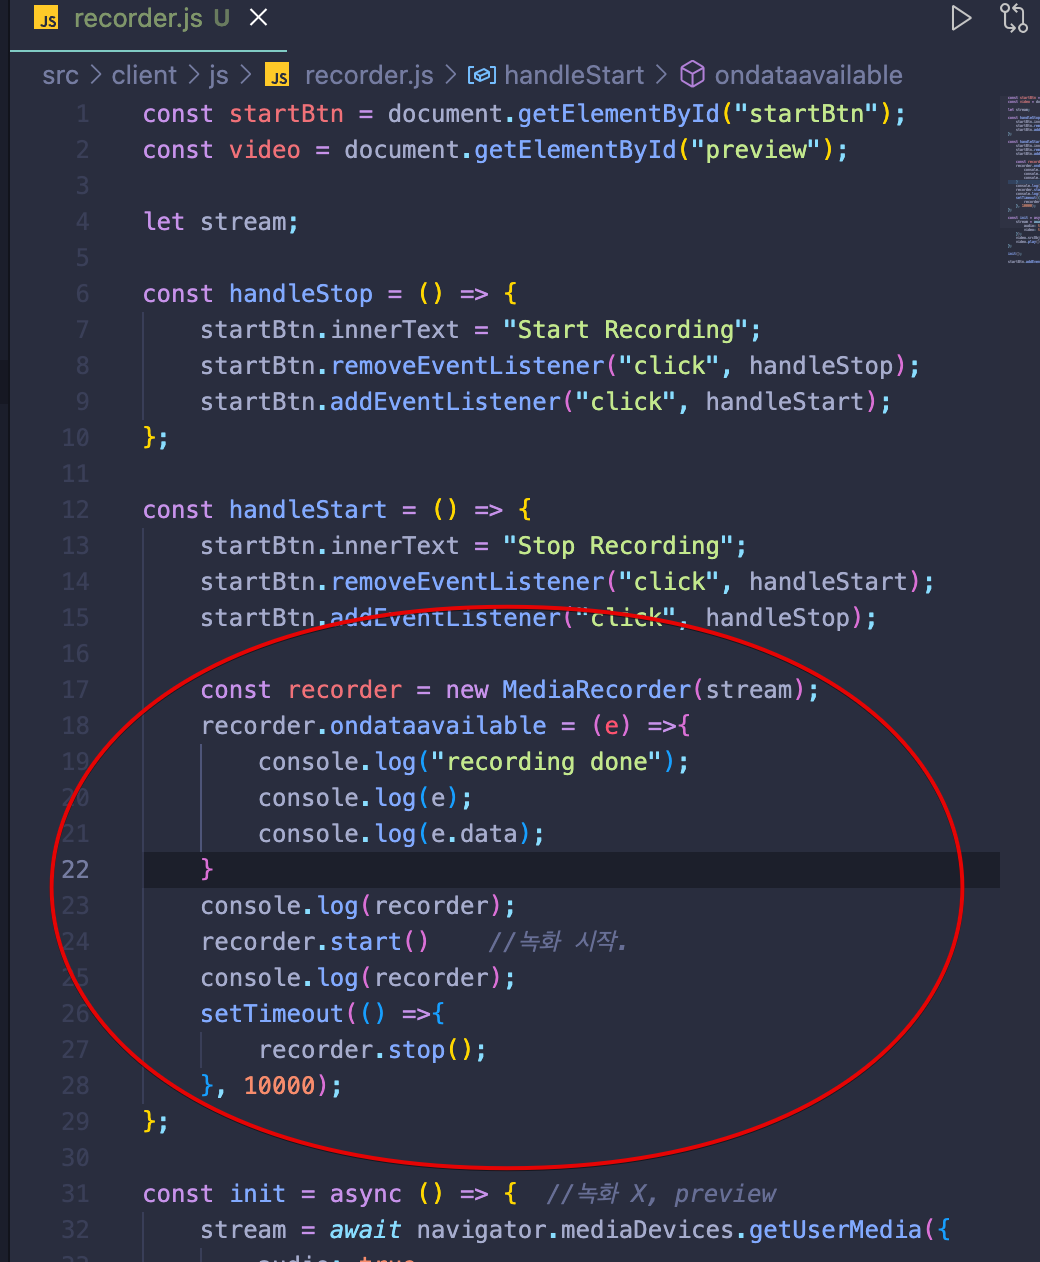 JS recorder.js U
src > client > js > JS recorder.js > handleStart > ondataavailable
1 const startBtn = document.getElementById("startBtn");
2 const video = document.getElementById("preview");
3
4 let stream;
5
6 const handleStop = () => {
7 startBtn.innerText = "Start Recording";
8 startBtn.removeEventListener("click", handleStop);
9 startBtn.addEventListener("click", handleStart);
10 };
11
12 const handleStart = () => {
13 startBtn.innerText = "Stop Recording";
14 startBtn.removeEventListener("click", handleStart);
15 startBtn.addEventListener("click", handleStop);
16
17 const recorder = new MediaRecorder(stream);
18 recorder.ondataavailable = (e) =>{
19 console.log("recording done");
20 console.log(e);
21 console.log(e.data);
22 }
23 console.log(recorder);
24 recorder.start() //녹화 시작.
25 console.log(recorder);
26 setTimeout(() =>{
27 recorder.stop();
28 }, 10000);
29 };
30
31 const init = async () => { //녹화 X, preview
32 stream = await navigator.mediaDevices.getUserMedia({
33 audio: true